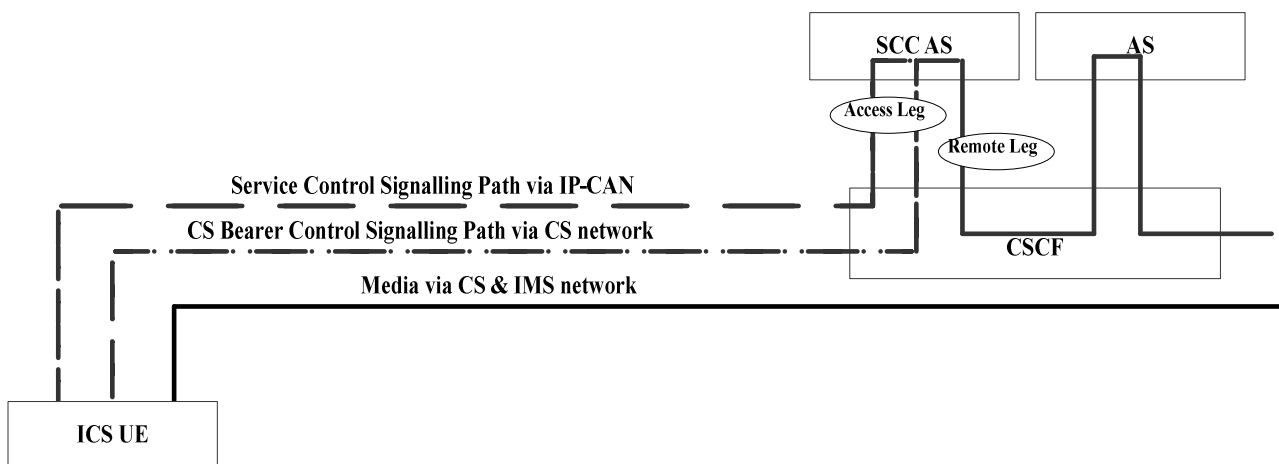 SCC AS
AS
Access Leg
Remote Leg
Service Control Signalling Path via IP-CAN
CS Bearer Control Signalling Path via CS network
CSCF
Media via CS & IMS network
ICS UE